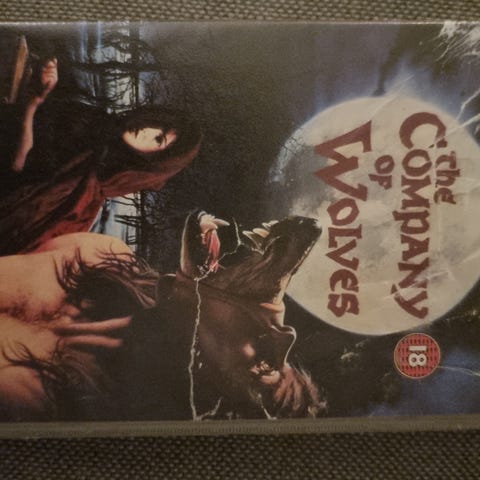 the
COMPANY
OF
WOLVES
18